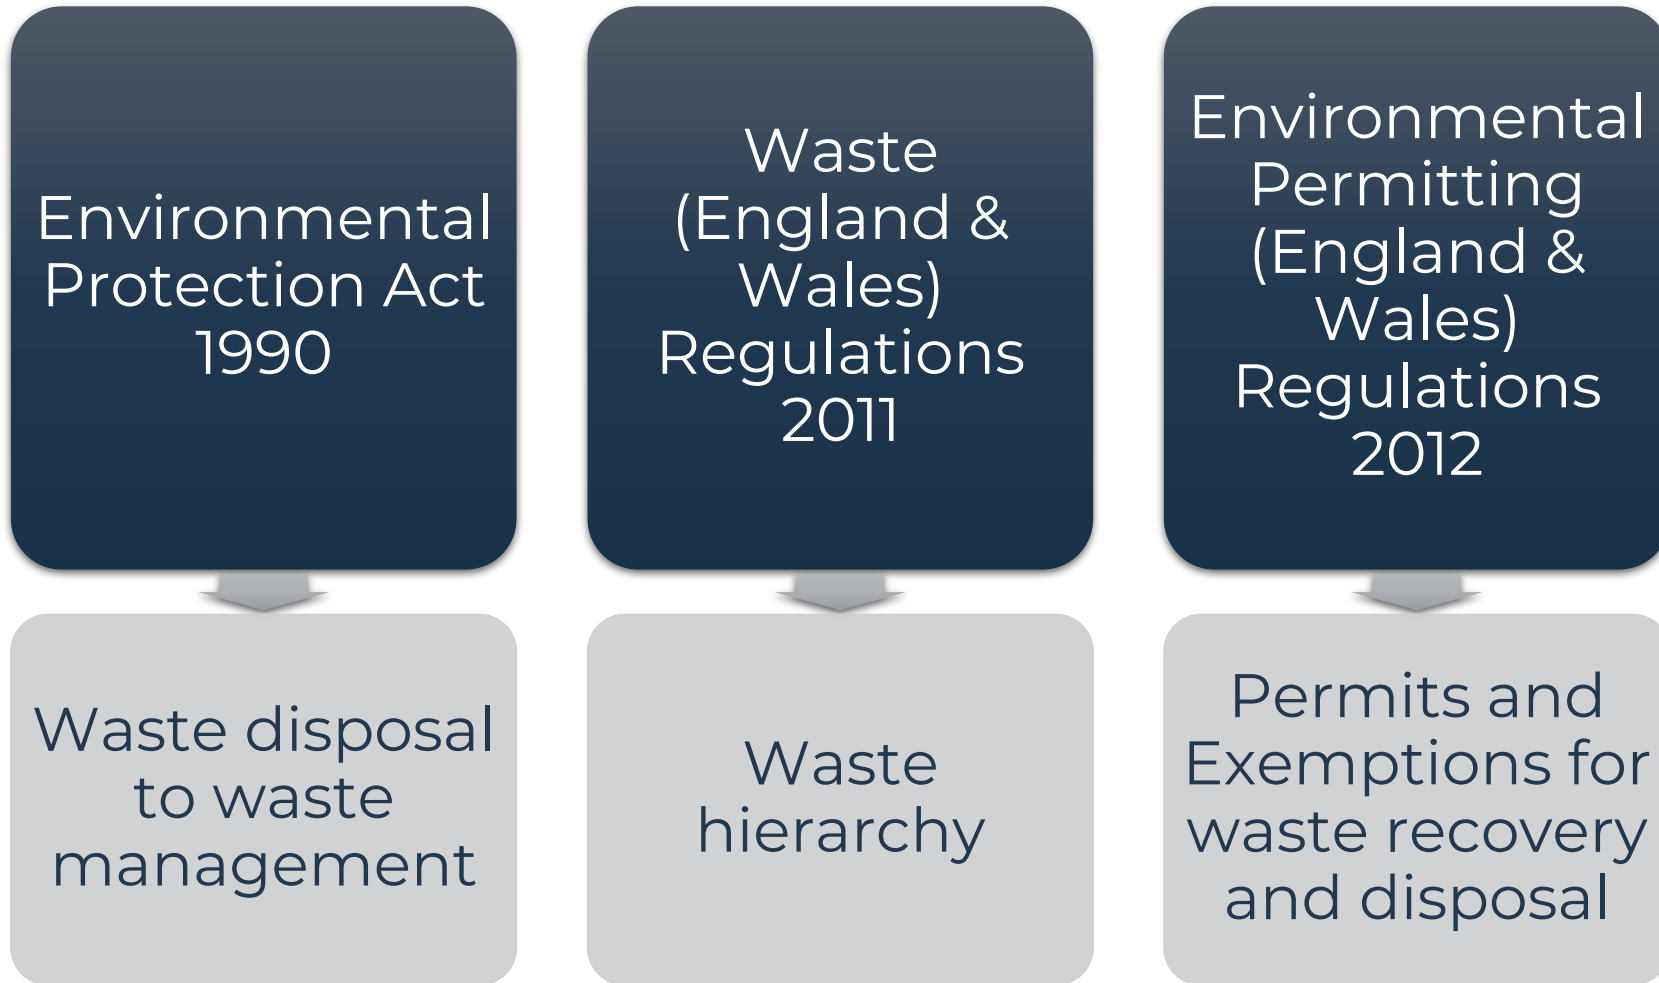 Environmental
Protection Act
1990
Waste
(England &
Wales)
Regulations
2011
Environmental
Permitting
(England &
Wales)
Regulations
2012
Waste disposal
to waste
management
Waste
hierarchy
Permits and
Exemptions for
waste recovery
and disposal